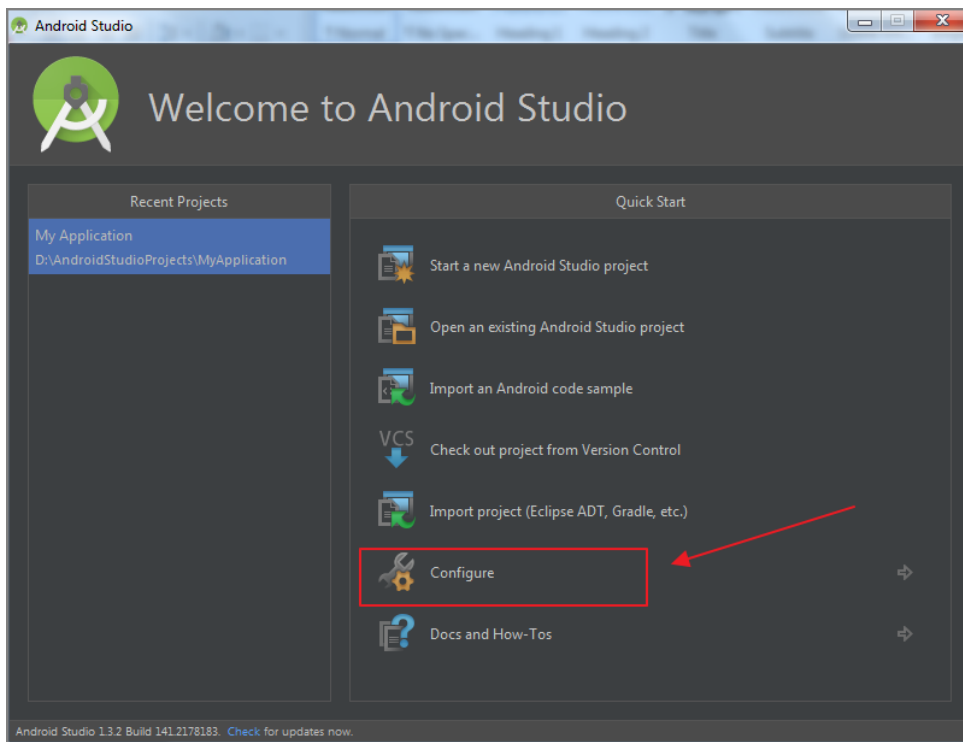 Android Studio
Welcome to Android Studio
Recent Projects
My Application
D:\AndroidStudioProjects\MyApplication
Quick Start
Start a new Android Studio project
Open an existing Android Studio project
Import an Android code sample
VCS
Check out project from Version Control
Import project (Eclipse ADT, Gradle, etc.)
Configure
Docs and How-Tos
Android Studio 1.3.2 Build 141.2178183. Check for updates now.